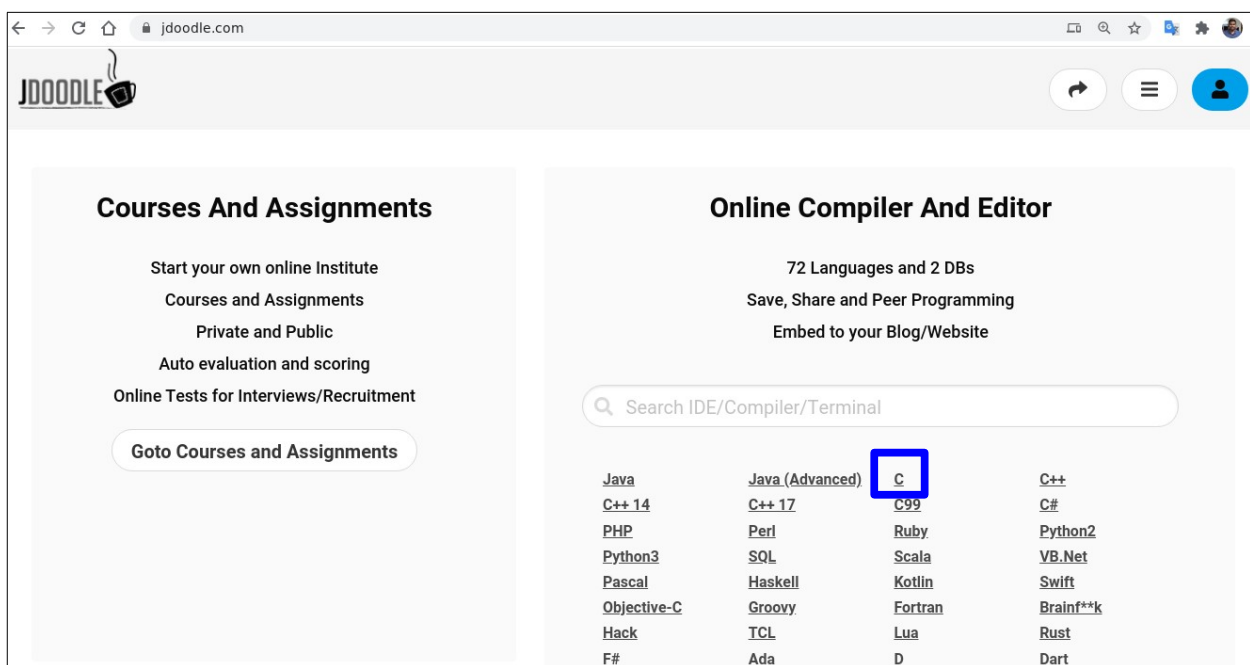 jdoodle.com
JDOODLE
Courses And Assignments
Start your own online Institute
Courses and Assignments
Private and Public
Auto evaluation and scoring
Online Tests for Interviews/Recruitment
Goto Courses and Assignments
Online Compiler And Editor
72 Languages and 2 DBs
Save, Share and Peer Programming
Embed to your Blog/Website
Search IDE/Compiler/Terminal
Java Java (Advanced) C C++
C++ 14 C++ 17 C99 C#
PHP Perl Ruby Python2
Python3 SQL Scala VB.Net
Pascal Haskell Kotlin Swift
Objective-C Groovy Fortran Brainf**k
Hack TCL Lua Rust
F# Ada D Dart